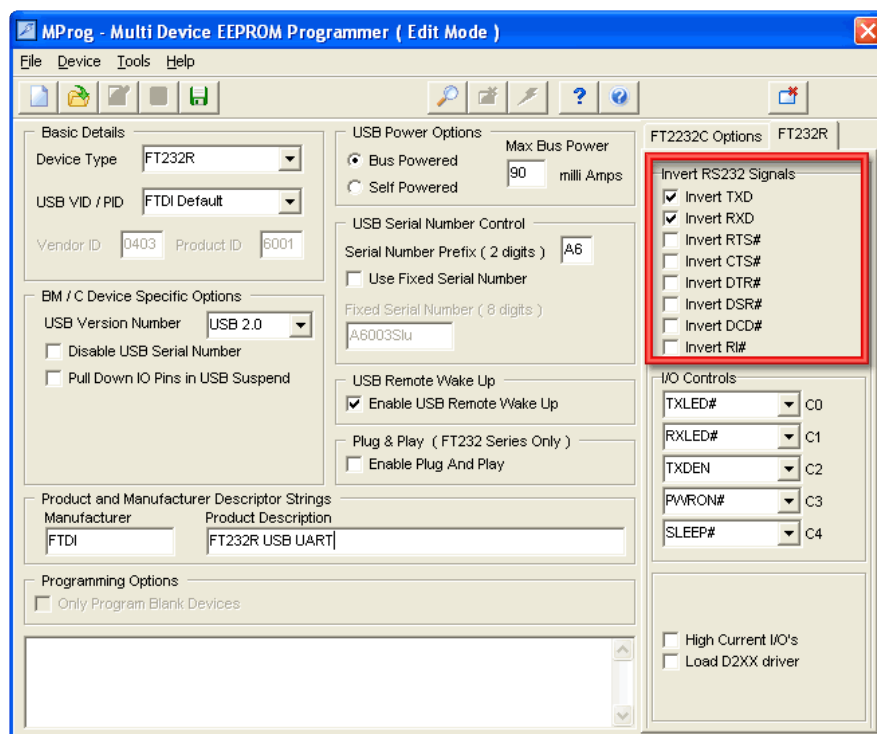 MProg - Multi Device EEPROM Programmer ( Edit Mode )
File Device Tools Help
Basic Details
Device Type FT232R
USB VID / PID FTDI Default
Vendor ID 0403 Product ID 6001
BM / C Device Specific Options
USB Version Number USB 2.0
Disable USB Serial Number
Pull Down IO Pins in USB Suspend
USB Power Options
Bus Powered
Self Powered
Max Bus Power
90 milli Amps
USB Serial Number Control
Serial Number Prefix ( 2 digits ) A6
Use Fixed Serial Number
Fixed Serial Number ( 8 digits )
A6003Slu
USB Remote Wake Up
Enable USB Remote Wake Up
Plug & Play ( FT232 Series Only )
Enable Plug And Play
Product and Manufacturer Descriptor Strings
Manufacturer Product Description
FTDI FT232R USB UART
Programming Options
Only Program Blank Devices
FT2232C Options FT232R
Invert RS232 Signals
Invert TXD
Invert RXD
Invert RTS#
Invert CTS#
Invert DTR#
Invert DSR#
Invert DCD#
Invert RI#
I/O Controls
TXLED# C0
RXLED# C1
TXDEN C2
PWRON# C3
SLEEP# C4
High Current I/O's
Load D2XX driver